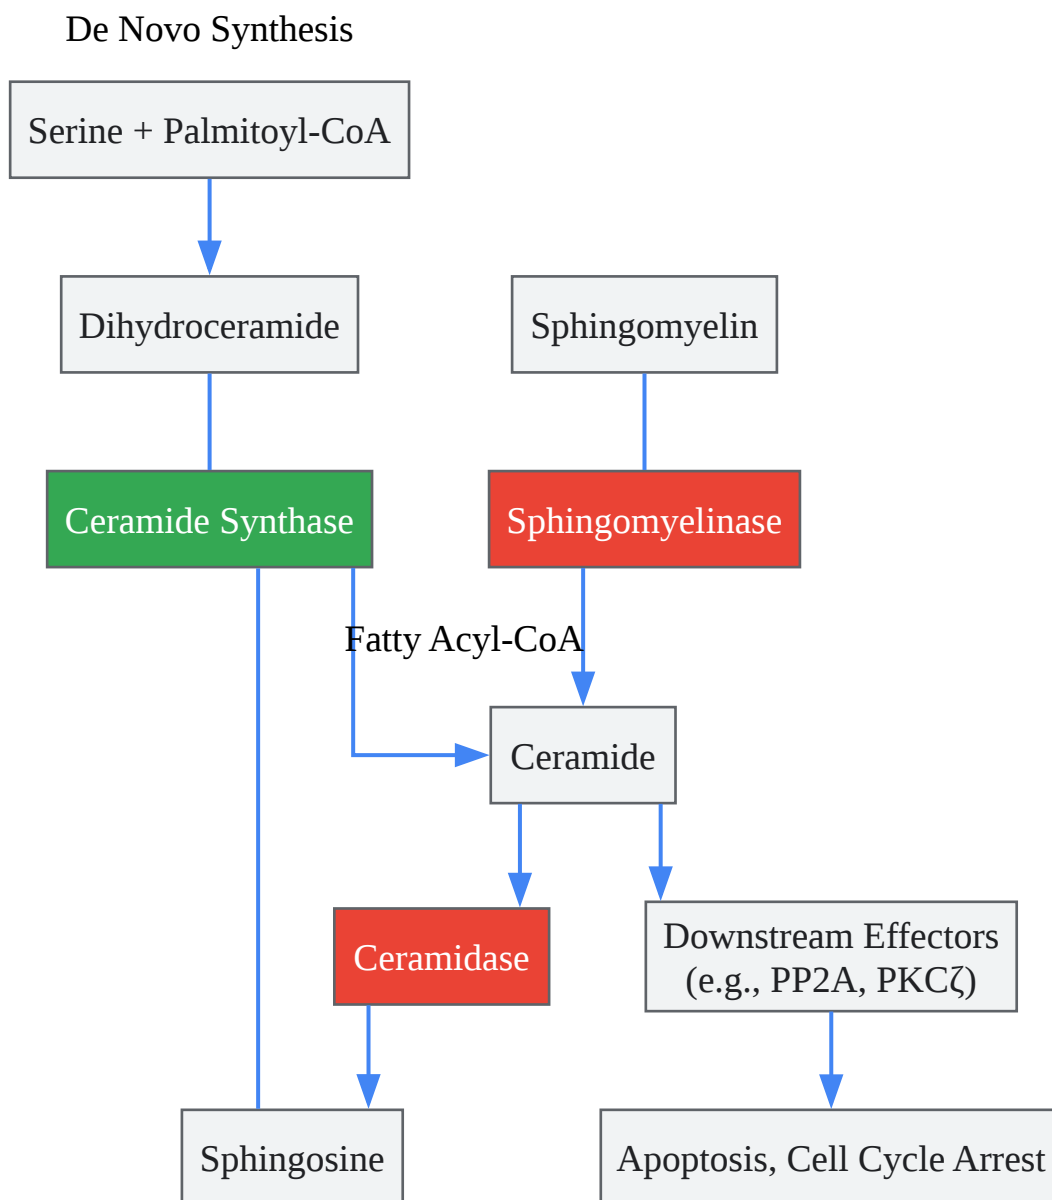 De Novo Synthesis
Serine + Palmitoyl-CoA
Dihydroceramide
Sphingomyelin
Ceramide Synthase
Sphingomyelinase
Fatty Acyl-CoA
Ceramide
Ceramidase
Downstream Effectors
(e.g., PP2A, PKCζ)
Sphingosine
Apoptosis, Cell Cycle Arrest